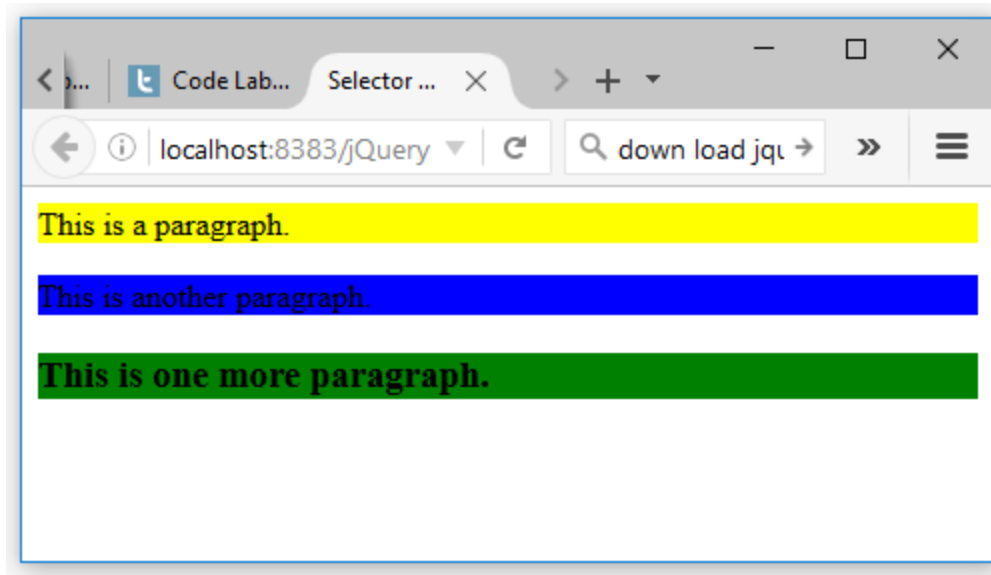 Code Lab...
Selector ...
localhost:8383/jQuery
down load jqu
This is a paragraph.
This is another paragraph.
This is one more paragraph.